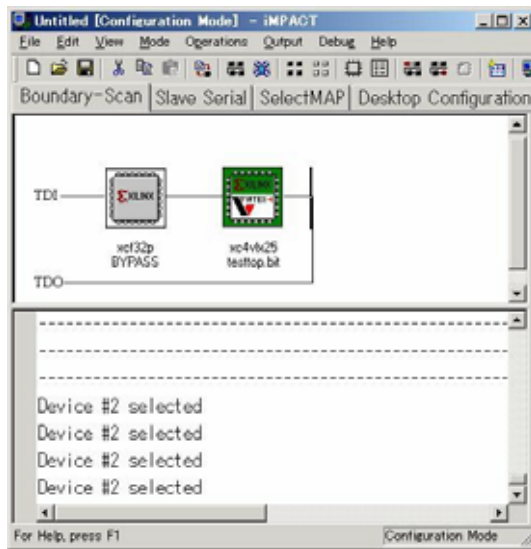 Untitled [Configuration Mode] - iMPACT
File Edit View Mode Operations Output Debug Help
Boundary-Scan Slave Serial SelectMAP Desktop Configuration
TDI
XILINX
XILINX
xcf32p
BYPASS
xc4vlx25
testtop.bit
TDO
--------------------------------------------------
--------------------------------------------------
--------------------------------------------------
Device #2 selected
Device #2 selected
Device #2 selected
Device #2 selected
For Help, press F1
Configuration Mode